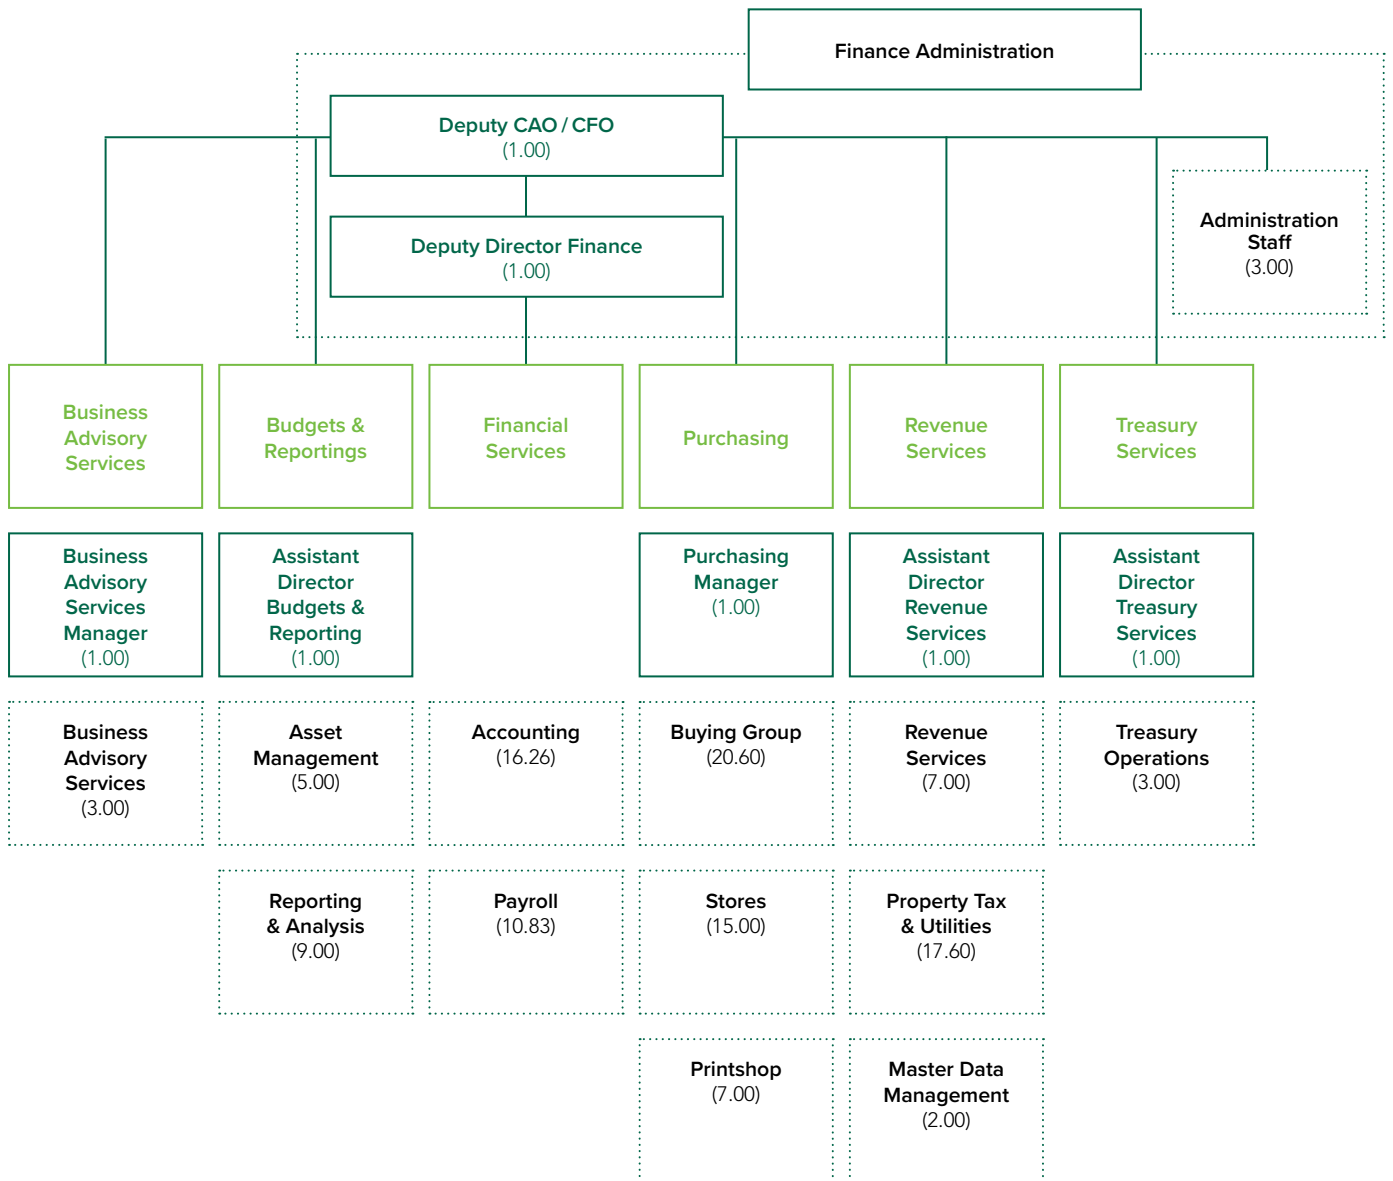 Finance Administration
Deputy CAO / CFO
(1.00)
Deputy Director Finance
(1.00)
Administration
Staff
(3.00)
Business
Advisory
Services
Budgets &
Reportings
Financial
Services
Purchasing
Revenue
Services
Treasury
Services
Business
Advisory
Services
Manager
(1.00)
Assistant
Director
Budgets &
Reporting
(1.00)
Purchasing
Manager
(1.00)
Assistant
Director
Revenue
Services
(1.00)
Assistant
Director
Treasury
Services
(1.00)
Business
Advisory
Services
(3.00)
Asset
Management
(5.00)
Accounting
(16.26)
Buying Group
(20.60)
Revenue
Services
(7.00)
Treasury
Operations
(3.00)
Reporting
& Analysis
(9.00)
Payroll
(10.83)
Stores
(15.00)
Property Tax
& Utilities
(17.60)
Printshop
(7.00)
Master Data
Management
(2.00)